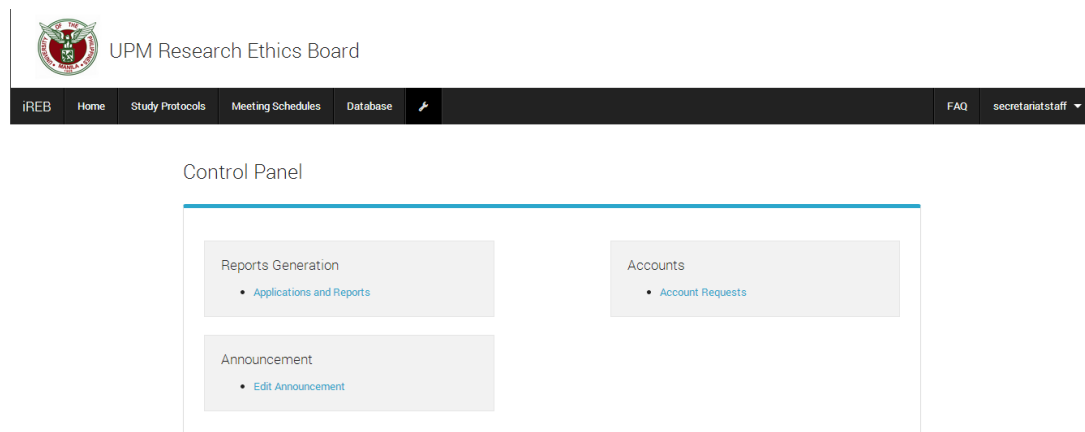 UPM Research Ethics Board
iREB Home Study Protocols Meeting Schedules Database FAQ secretariatstaff
Control Panel
Reports Generation
Applications and Reports
Accounts
Account Requests
Announcement
Edit Announcement